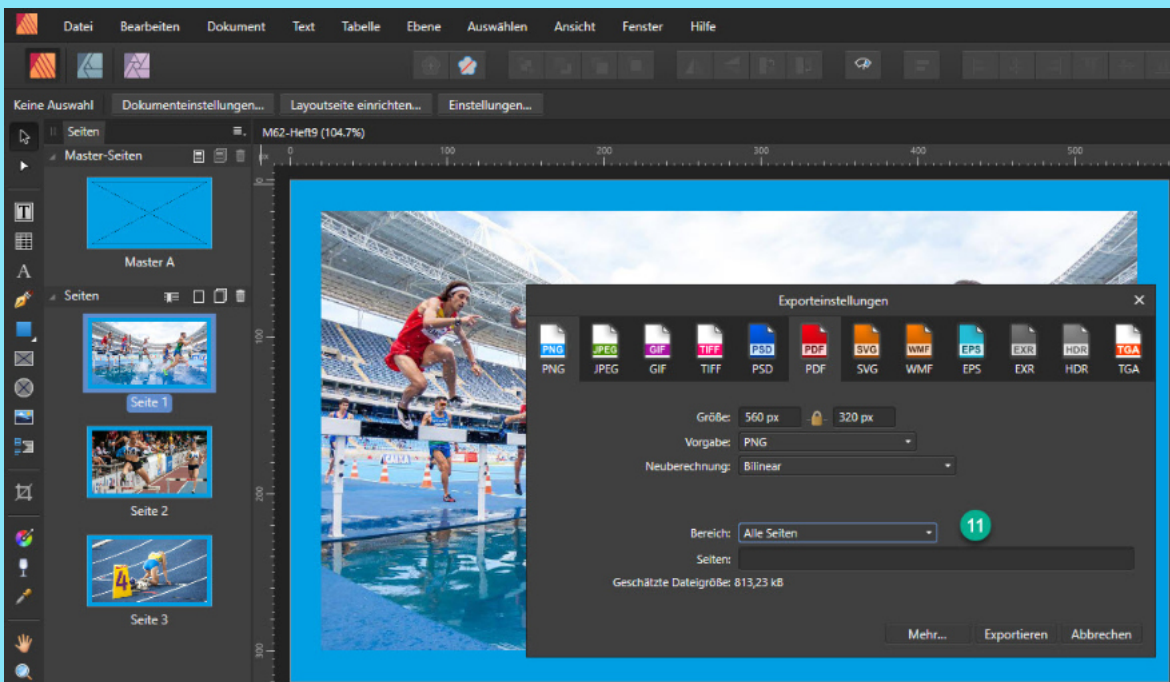 Datei Bearbeiten Dokument Text Tabelle Ebene Auswählen Ansicht Fenster Hilfe
Keine Auswahl Dokumenteinstellungen... Layoutseite einrichten... Einstellungen...
Seiten M62-Heft9 (104.7%)
Master-Seiten
px 0 100 200 300 400 500
0
Master A
Seiten
Seite 1
Seite 2
4
Seite 3
100
200
300
Exporteinstellungen
PNG JPEG GIF TIFF PSD PDF SVG WMF EPS EXR HDR TGA
PNG JPEG GIF TIFF PSD PDF SVG WMF EPS EXR HDR TGA
Größe: 560 px 320 px
Vorgabe: PNG
Neuberechnung: Bilinear
Bereich: Alle Seiten 11
Seiten:
Geschätzte Dateigröße: 813,23 kB
Mehr... Exportieren Abbrechen